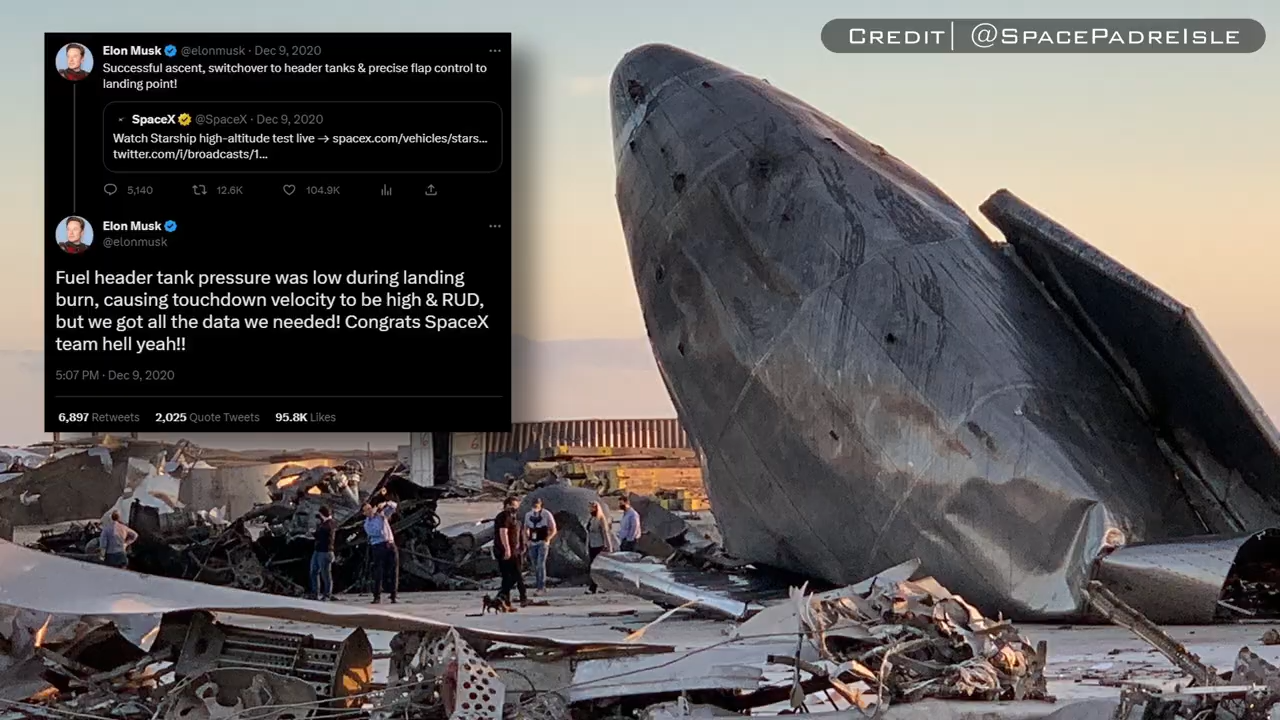 Credit| @SpacePadreIsle
Elon Musk @elonmusk · Dec 9, 2020
Successful ascent, switchover to header tanks & precise flap control to
landing point!
SpaceX @SpaceX · Dec 9, 2020
Watch Starship high-altitude test live → spacex.com/vehicles/stars...
twitter.com/i/broadcasts/1...
5,140 12.6K 104.9K
Elon Musk
@elonmusk
Fuel header tank pressure was low during landing
burn, causing touchdown velocity to be high & RUD,
but we got all the data we needed! Congrats SpaceX
team hell yeah!!
5:07 PM · Dec 9, 2020
6,897 Retweets 2,025 Quote Tweets 95.8K Likes